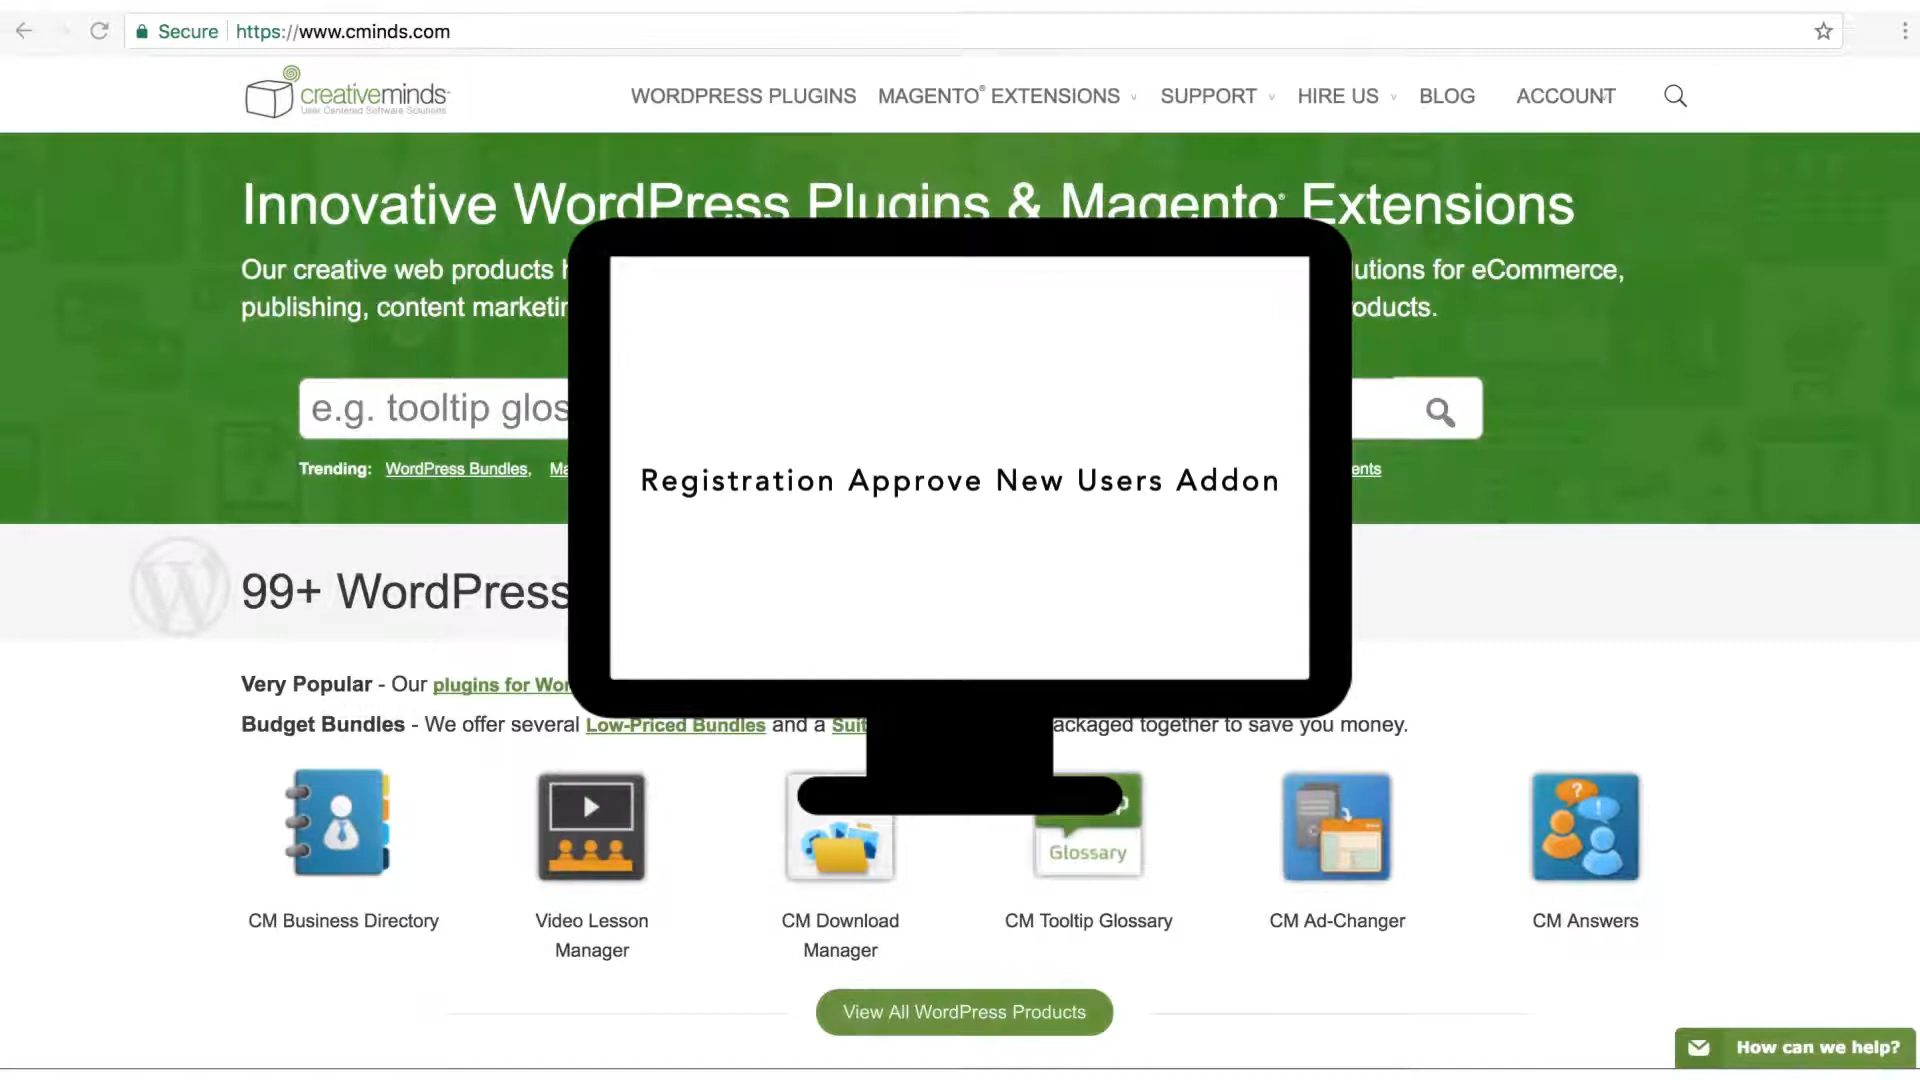 Secure https://www.cminds.com
creativeminds
User Centered Software Solutions
WORDPRESS PLUGINS MAGENTO® EXTENSIONS SUPPORT HIRE US BLOG ACCOUNT
Innovative WordPress Plugins & Magento® Extensions
Our creative web products utions for eCommerce,
publishing, content oducts.
e.g. tooltip
Registration Approve New Users Addon
Trending: WordPress Bundles, ents
99+ WordPress
Very Popular - Our plugins for
Budget Bundles - We offer several Low-Priced Bundles and a ackaged together to save you money.
Glossary
CM Business Directory
Video Lesson
Manager
CM Download
Manager
CM Tooltip Glossary
CM Ad-Changer
CM Answers
View All WordPress Products
How can we help?